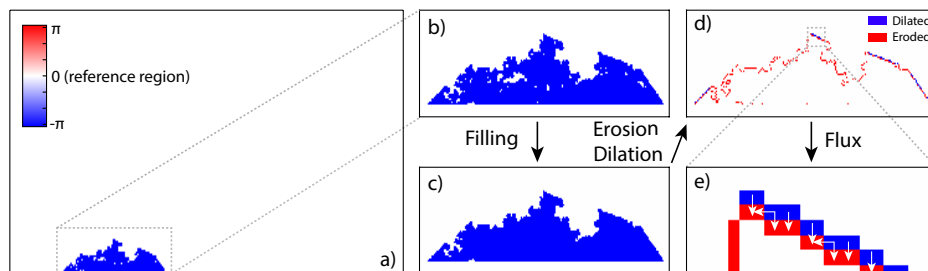 π
0 (reference region)
-π
a)
b)
Filling
Erosion
Dilation
c)
d)
Dilated
Eroded
Flux
e)